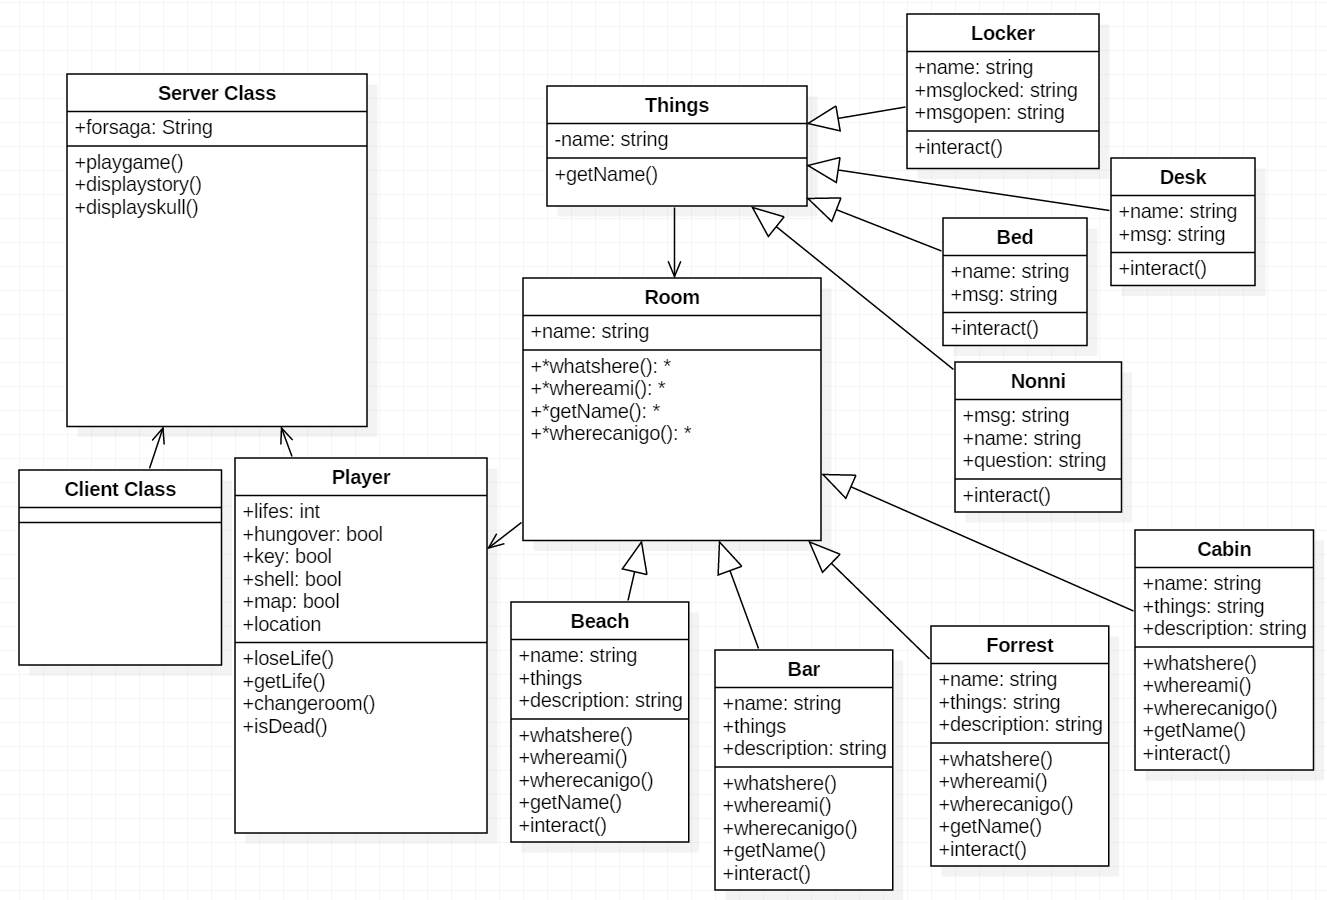 Server Class
+forsaga: String
+playgame()
+displaystory()
+displayskull()
Client Class
Player
+lifes: int
+hungover: bool
+key: bool
+shell: bool
+map: bool
+location
+loseLife()
+getLife()
+changeroom()
+isDead()
Things
-name: string
+getName()
Room
+name: string
+*whatshere(): *
+*whereami(): *
+*getName(): *
+*wherecanigo(): *
Locker
+name: string
+msglocked: string
+msgopen: string
+interact()
Desk
+name: string
+msg: string
+interact()
Bed
+name: string
+msg: string
+interact()
Nonni
+msg: string
+name: string
+question: string
+interact()
Beach
+name: string
+things
+description: string
+whatshere()
+whereami()
+wherecanigo()
+getName()
+interact()
Bar
+name: string
+things
+description: string
+whatshere()
+whereami()
+wherecanigo()
+getName()
+interact()
Forrest
+name: string
+things: string
+description: string
+whatshere()
+whereami()
+wherecanigo()
+getName()
+interact()
Cabin
+name: string
+things: string
+description: string
+whatshere()
+whereami()
+wherecanigo()
+getName()
+interact()